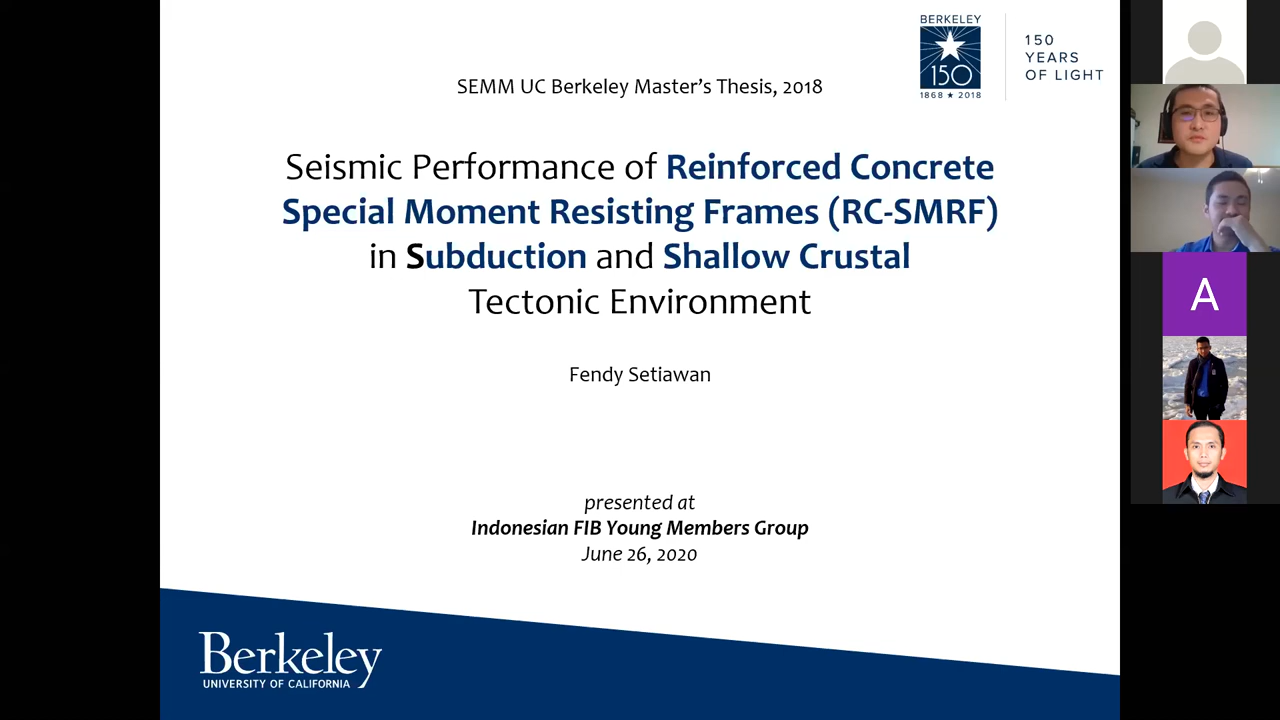 BERKELEY
150
1868 ★ 2018
150
YEARS
OF LIGHT
SEMM UC Berkeley Master’s Thesis, 2018
Seismic Performance of Reinforced Concrete
Special Moment Resisting Frames (RC-SMRF)
in Subduction and Shallow Crustal
Tectonic Environment
Fendy Setiawan
presented at
Indonesian FIB Young Members Group
June 26, 2020
Berkeley
UNIVERSITY OF CALIFORNIA
A